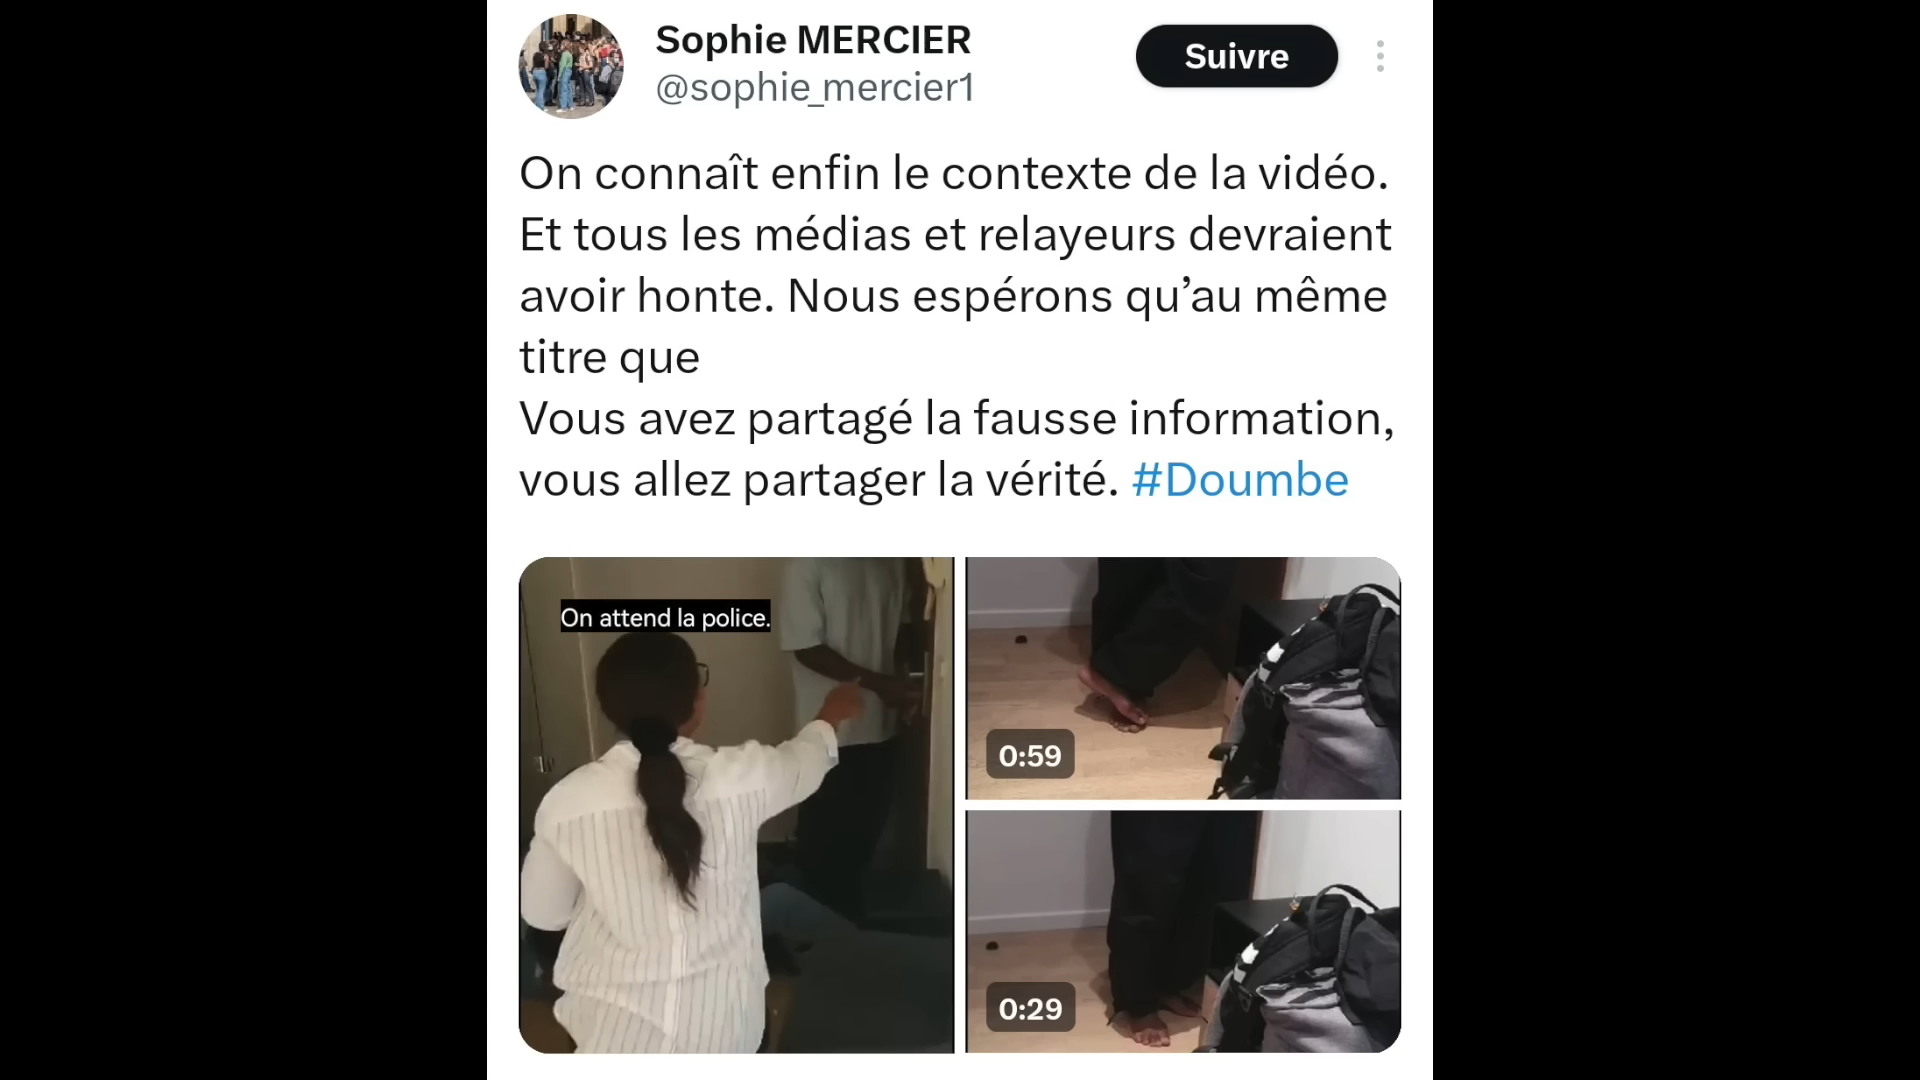 Sophie MERCIER
@sophie_mercier1
Suivre
On connaît enfin le contexte de la vidéo.
Et tous les médias et relayeurs devraient
avoir honte. Nous espérons qu’au même
titre que
Vous avez partagé la fausse information,
vous allez partager la vérité. #Doumbe
On attend la police.
0:59
0:29